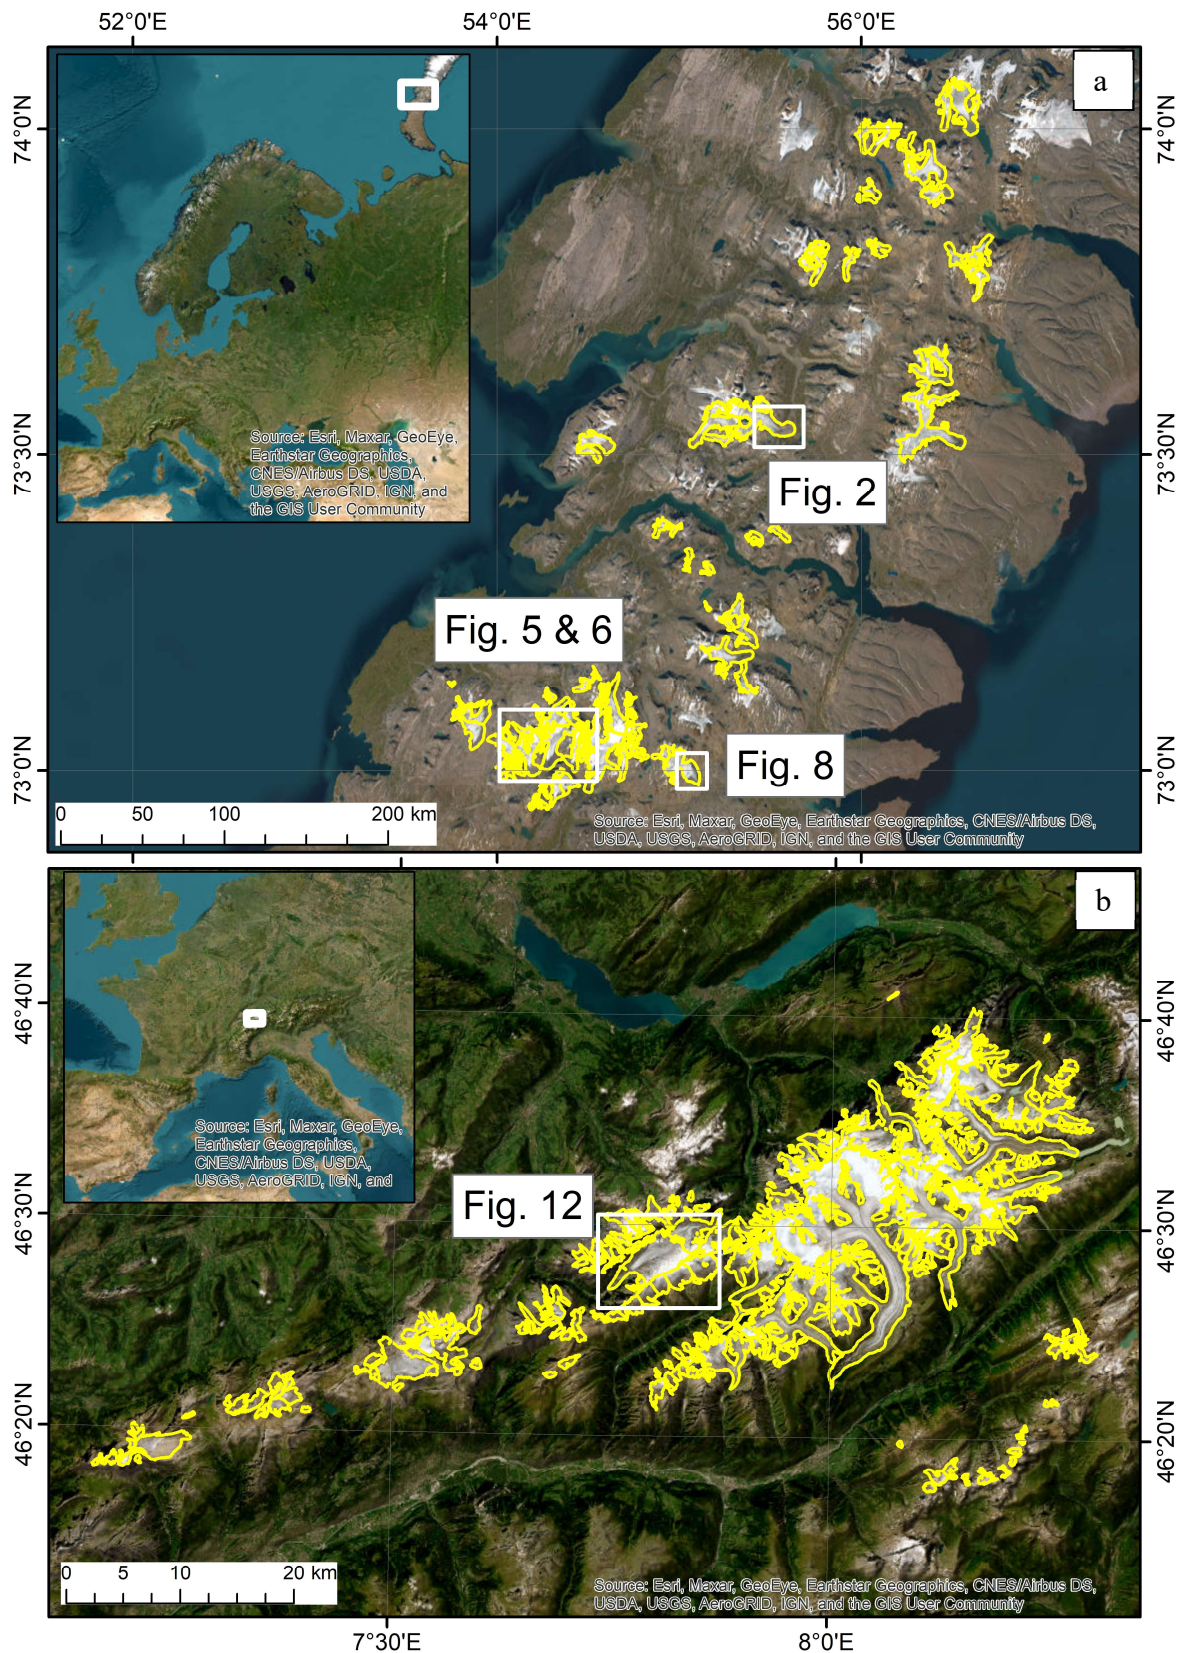 52°0'E
54°0'E
56°0'E
a
74°0'N
74°0'N
Source: Esri, Maxar, GeoEye,
Earthstar Geographics,
CNES/Airbus DS, USDA,
USGS, AeroGRID, IGN, and
the GIS User Community
73°30'N
73°30'N
Fig. 2
Fig. 5 & 6
Fig. 8
73°0'N
73°0'N
0 50 100 200 km
Source: Esri, Maxar, GeoEye, Earthstar Geographics, CNES/Airbus DS,
USDA, USGS, AeroGRID, IGN, and the GIS User Community
b
46°40'N
46°40'N
Source: Esri, Maxar, GeoEye,
Earthstar Geographics,
CNES/Airbus DS, USDA,
USGS, AeroGRID, IGN, and
Fig. 12
46°30'N
46°30'N
46°20'N
46°20'N
0 5 10 20 km
Source: Esri, Maxar, GeoEye, Earthstar Geographics, CNES/Airbus DS,
USDA, USGS, AeroGRID, IGN, and the GIS User Community
7°30'E
8°0'E